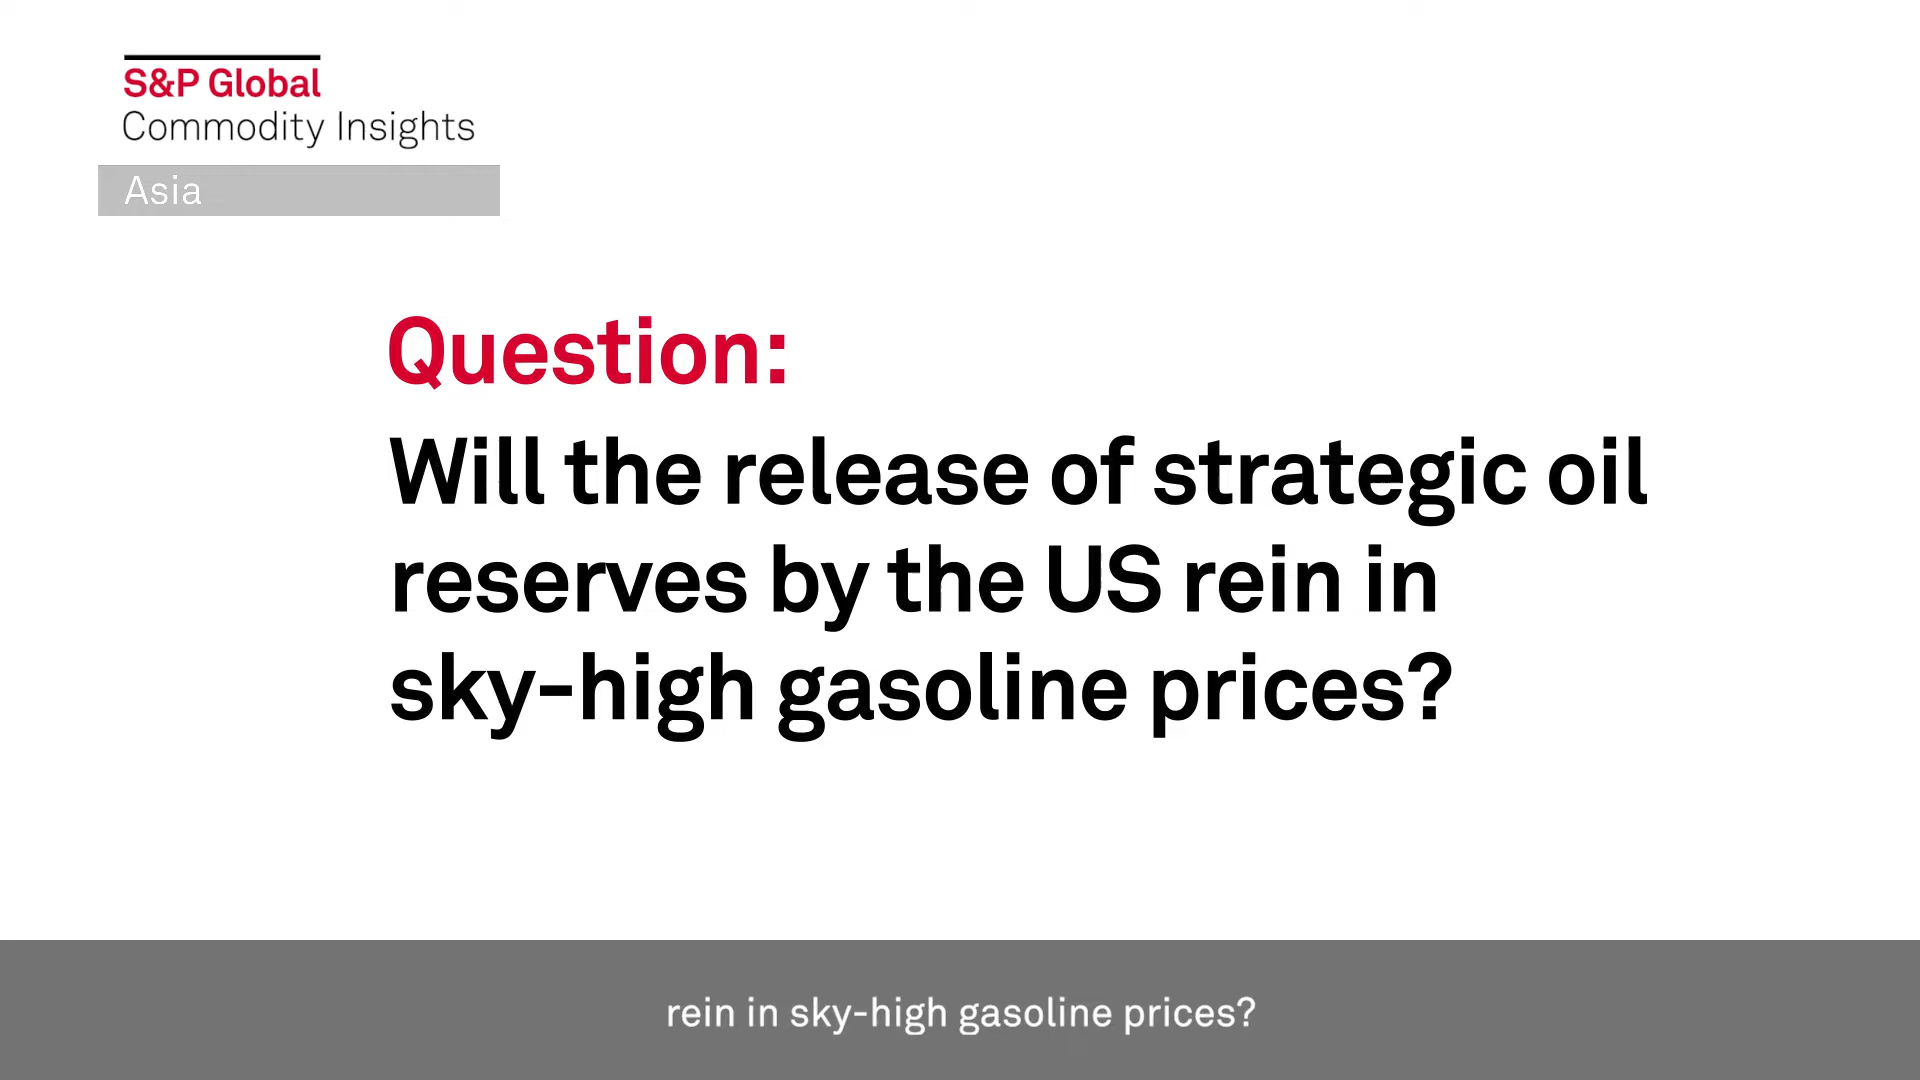 S&P Global
Commodity Insights
Asia
Question:
Will the release of strategic oil
reserves by the US rein in
sky-high gasoline prices?
rein in sky-high gasoline prices?